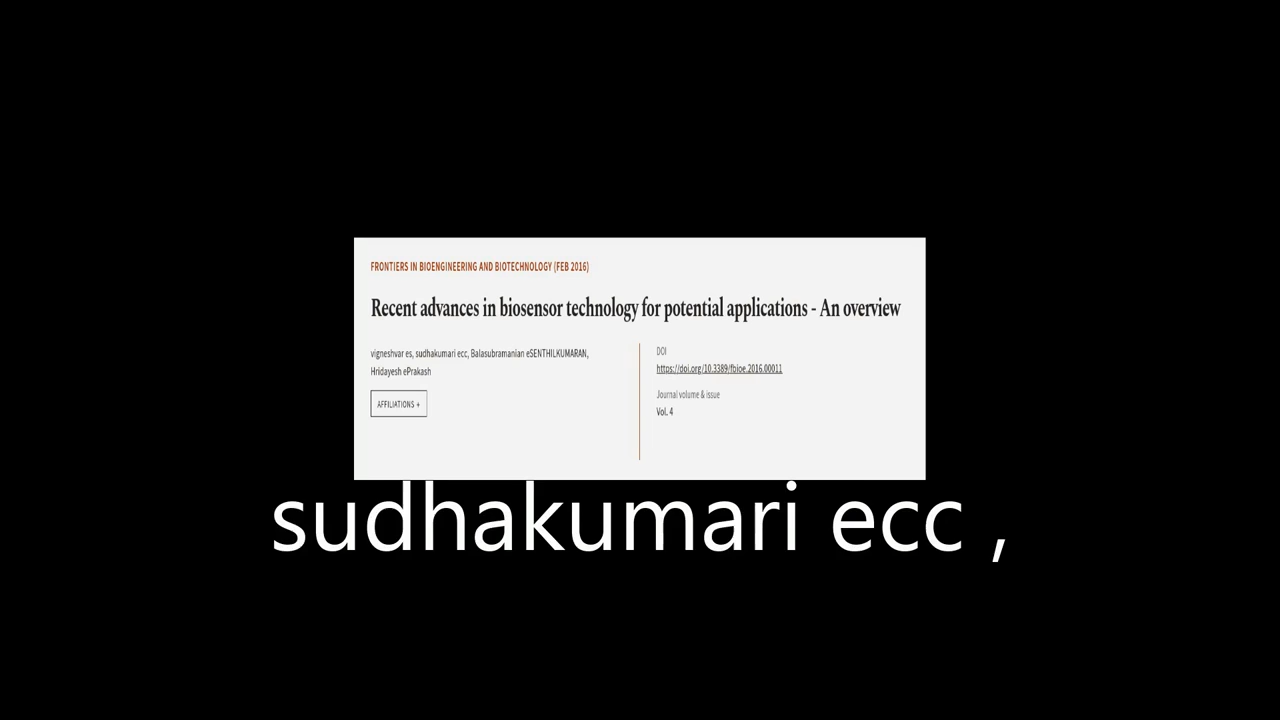 FRONTIERS IN BIOENGINEERING AND BIOTECHNOLOGY (FEB 2016)
Recent advances in biosensor technology for potential applications - An overview
vigneshvar es, sudhakumari ecc, Balasubramanian eSENTHILKUMARAN,
Hridayesh ePrakash
AFFILIATIONS +
DOI
https://doi.org/10.3389/fbioe.2016.00011
Journal volume & issue
Vol. 4
sudhakumari ecc ,